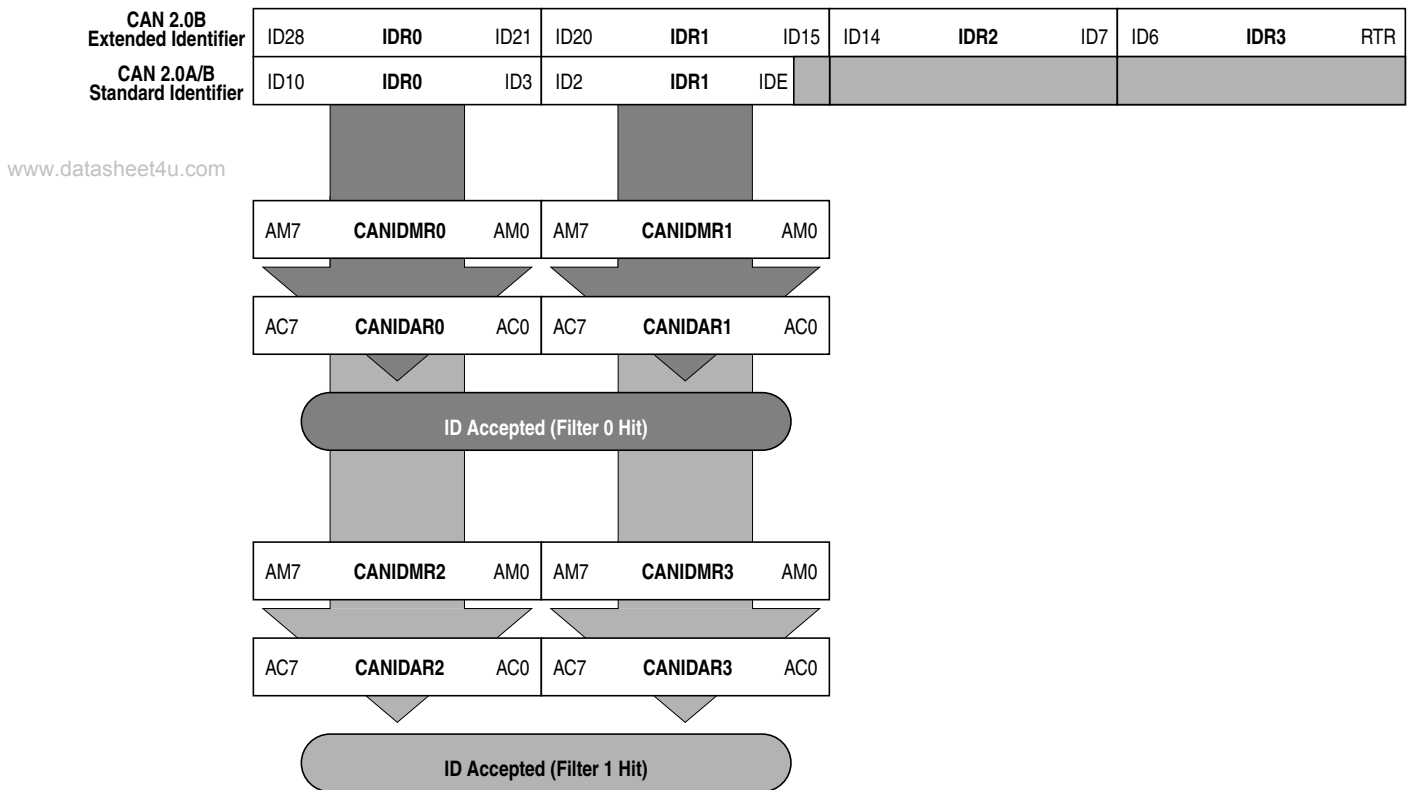 CAN 2.0B
Extended Identifier ID28 IDR0 ID21 ID20 IDR1 ID15 ID14 IDR2 ID7 ID6 IDR3 RTR
CAN 2.0A/B
Standard Identifier ID10 IDR0 ID3 ID2 IDR1 IDE
www.datasheet4u.com
AM7 CANIDMR0 AM0 AM7 CANIDMR1 AM0
AC7 CANIDAR0 AC0 AC7 CANIDAR1 AC0
ID Accepted (Filter 0 Hit)
AM7 CANIDMR2 AM0 AM7 CANIDMR3 AM0
AC7 CANIDAR2 AC0 AC7 CANIDAR3 AC0
ID Accepted (Filter 1 Hit)